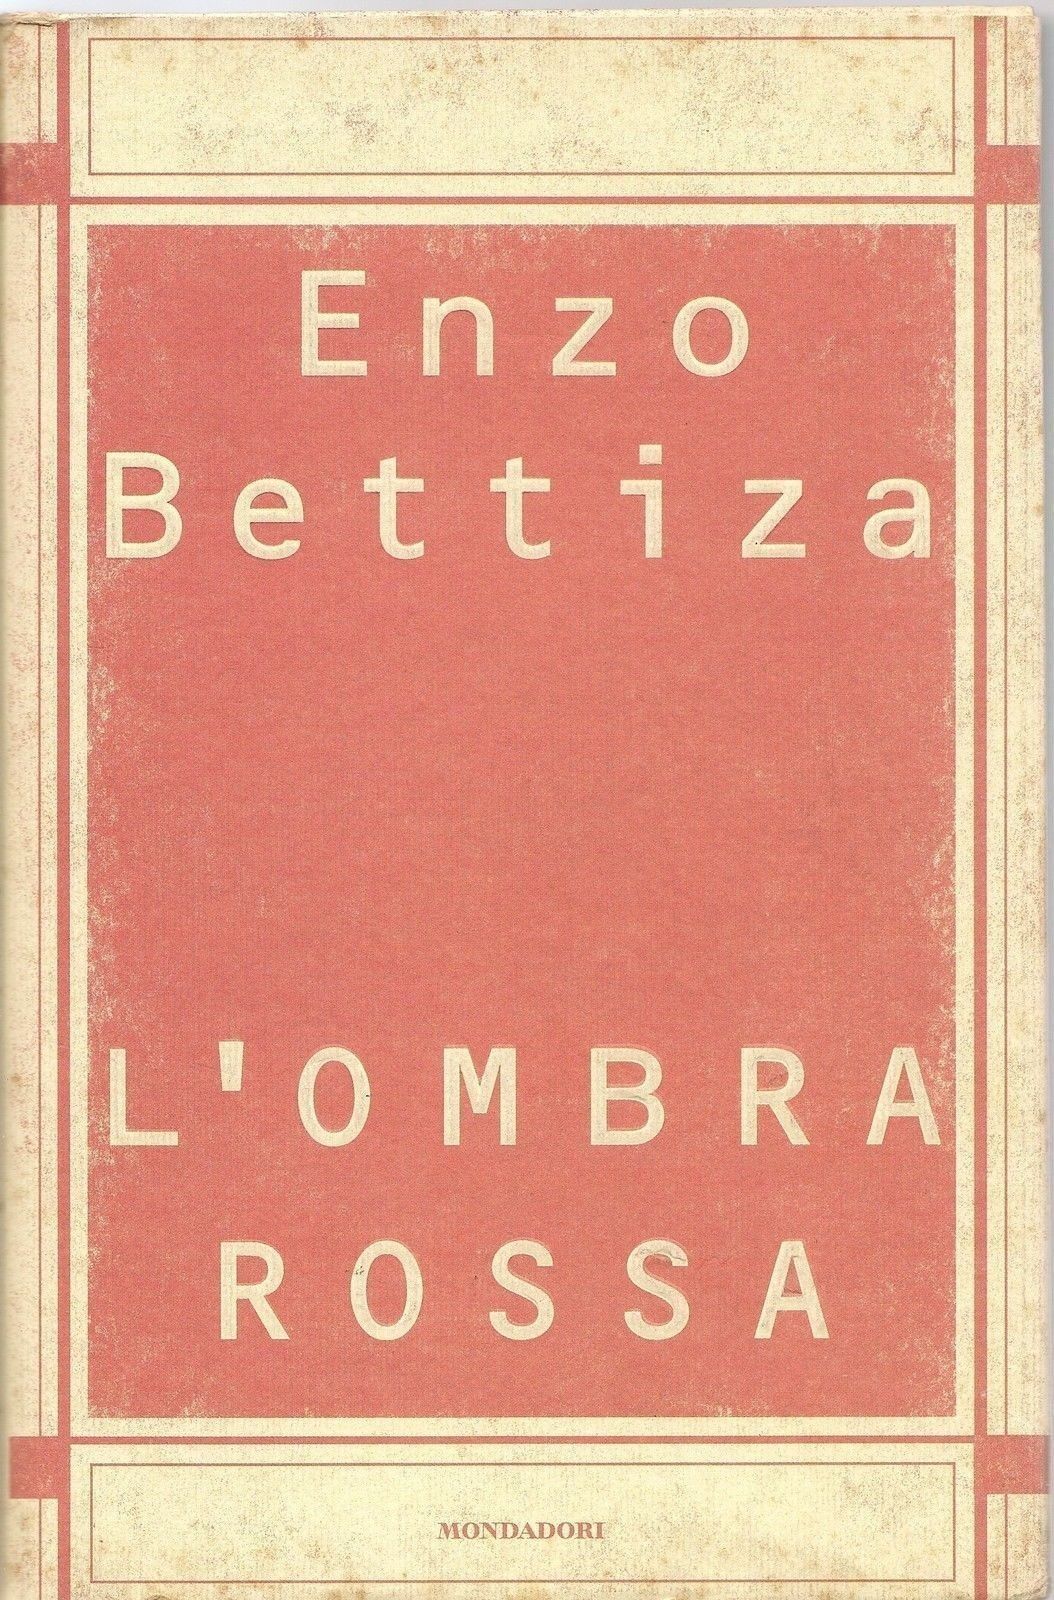 Enzo
Bettiza
L'OMBRA
ROSSA
MONDADORI